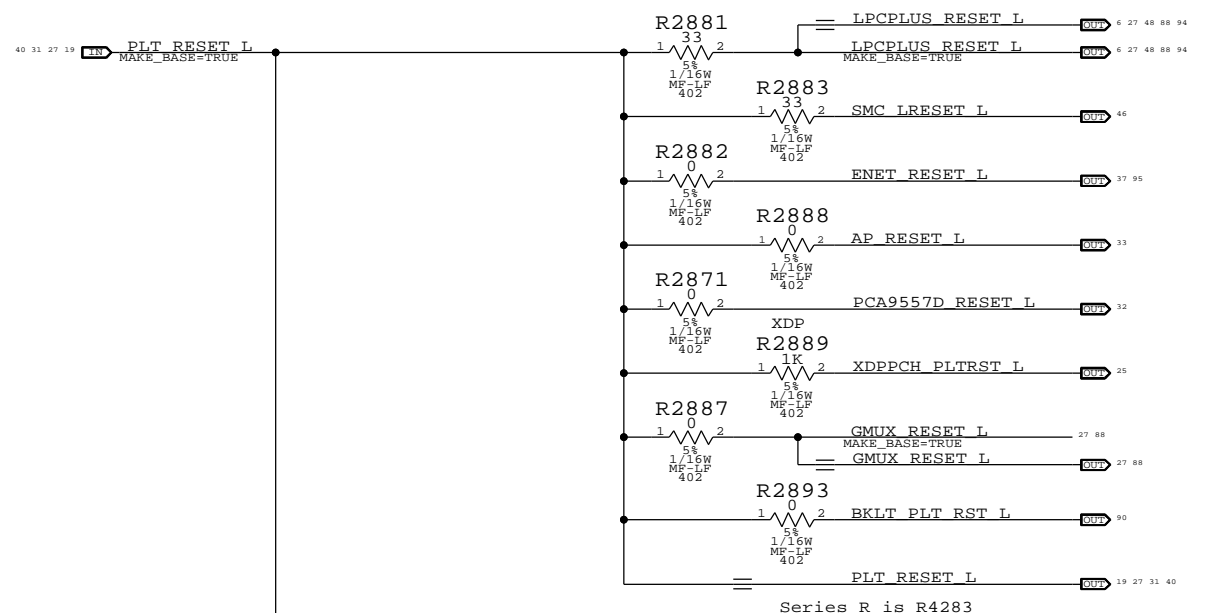 R2881
LPCPLUS_RESET_L
OUT 6 27 48 88 94
40 31 27 19 IN PLT_RESET_L
MAKE_BASE=TRUE
33
1 2
LPCPLUS_RESET_L
MAKE_BASE=TRUE
OUT 6 27 48 88 94
5%
1/16W
MF-LF
402
R2883
33
1 2
SMC_LRESET_L
OUT 46
5%
1/16W
MF-LF
402
R2882
0
1 2
ENET_RESET_L
OUT 37 95
5%
1/16W
MF-LF
402
R2888
0
1 2
AP_RESET_L
OUT 33
5%
1/16W
MF-LF
402
R2871
0
1 2
PCA9557D_RESET_L
OUT 32
5%
1/16W
MF-LF
402
XDP
R2889
1K
1 2
XDPPCH_PLTRST_L
OUT 25
5%
1/16W
MF-LF
402
R2887
0
1 2
GMUX_RESET_L
27 88
MAKE_BASE=TRUE
5%
1/16W
MF-LF
402
GMUX_RESET_L
OUT 27 88
R2893
0
1 2
BKLT_PLT_RST_L
OUT 90
5%
1/16W
MF-LF
402
PLT_RESET_L
OUT 19 27 31 40
Series R is R4283